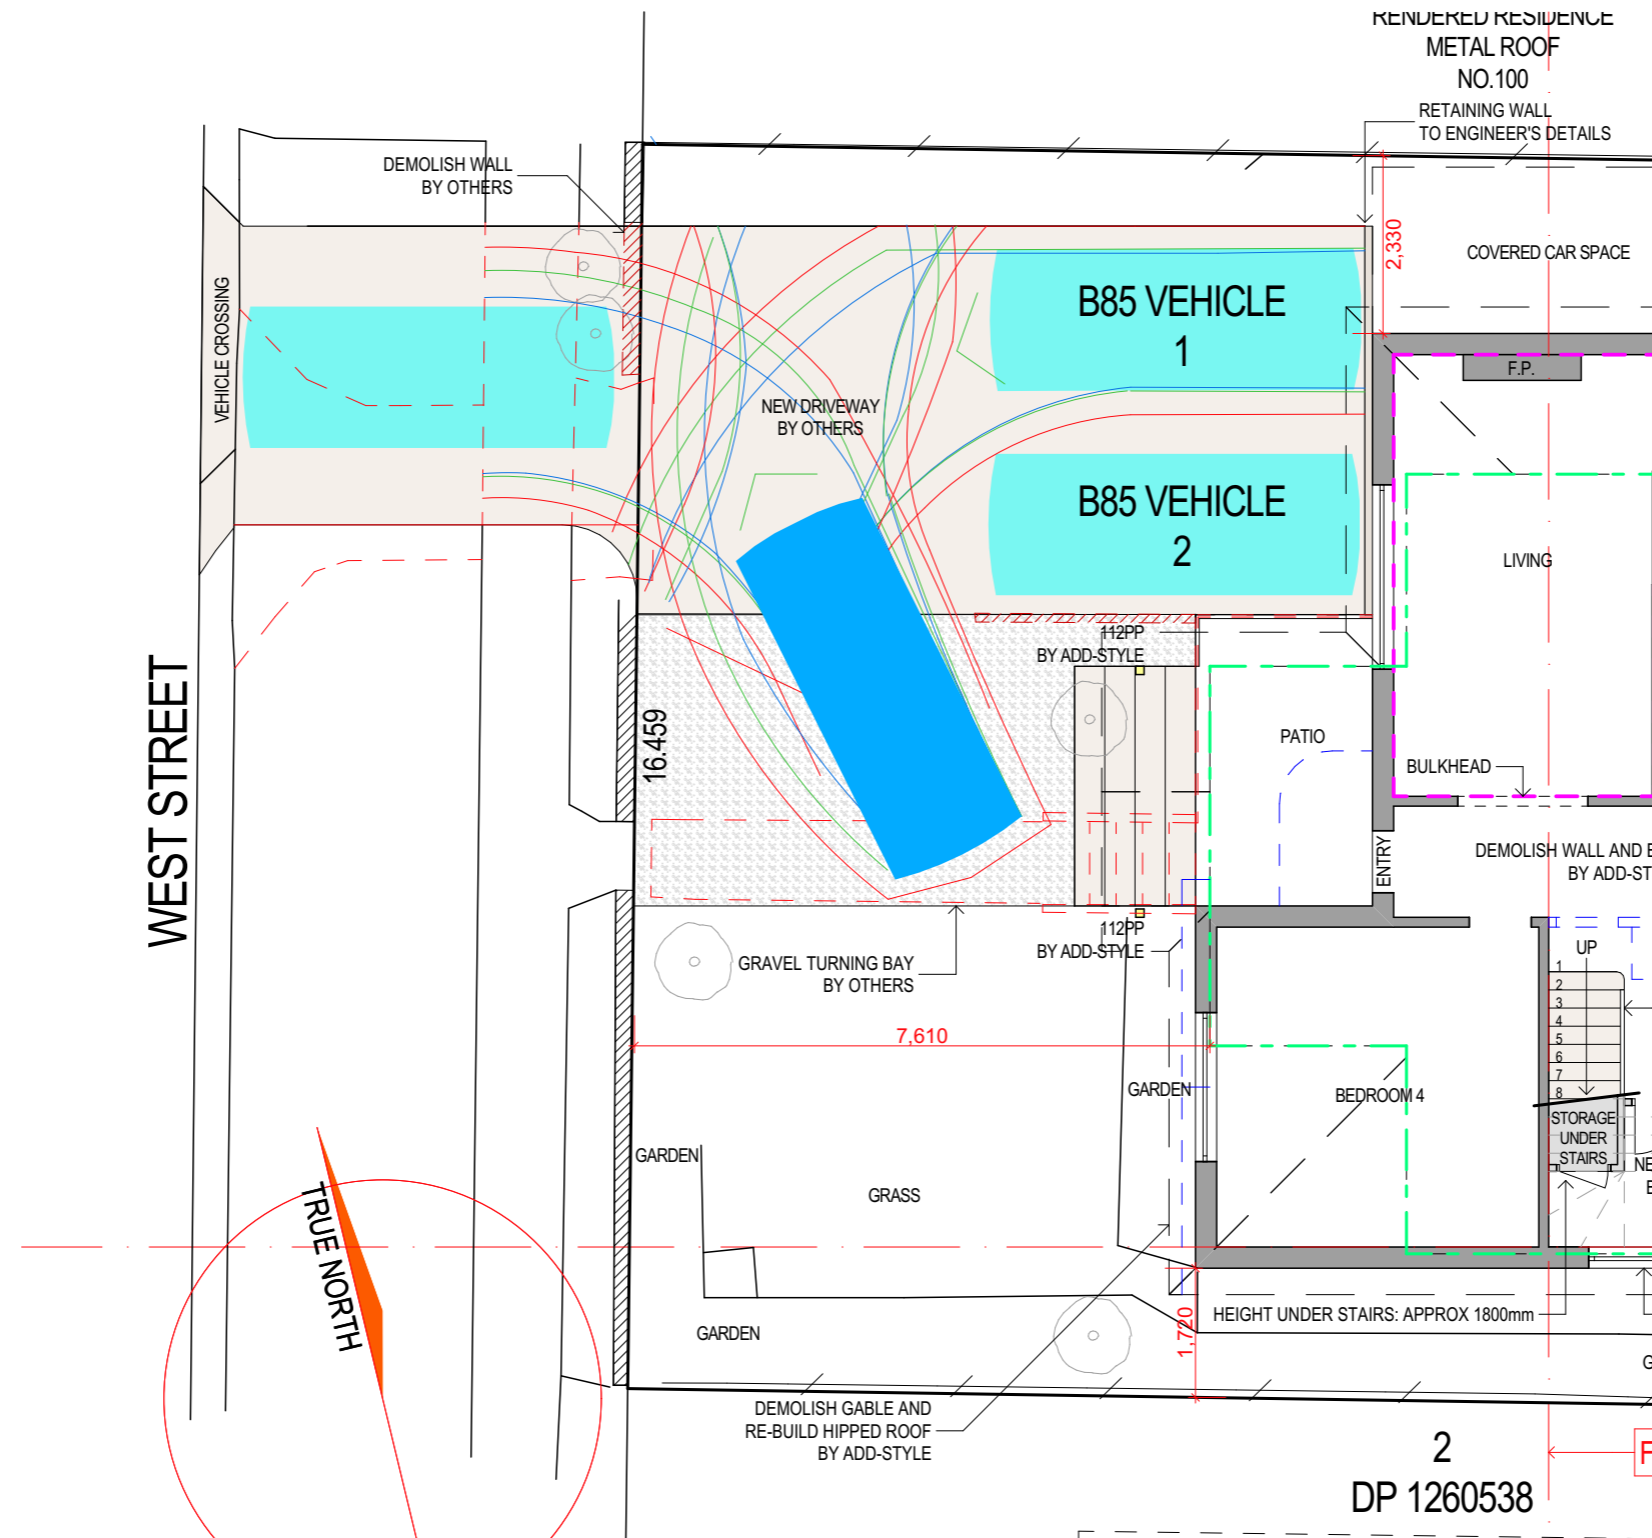 RENDERED RESIDENCE
METAL ROOF
NO.100
RETAINING WALL
TO ENGINEER'S DETAILS
DEMOLISH WALL
BY OTHERS
2,330
COVERED CAR SPACE
VEHICLE CROSSING
B85 VEHICLE
1
F.P.
NEW DRIVEWAY
BY OTHERS
B85 VEHICLE
2
LIVING
112PP
BY ADD-STYLE
WEST STREET
16.459
PATIO
BULKHEAD
ENTRY
DEMOLISH WALL AND
BY ADD-ST
112PP
BY ADD-STYLE
GRAVEL TURNING BAY
BY OTHERS
UP
1
2
3
4
5
6
7
8
7,610
GARDEN
BEDROOM 4
STORAGE
UNDER
STAIRS
NE
GARDEN
GRASS
TRUE NORTH
HEIGHT UNDER STAIRS: APPROX 1800mm
1,720
GARDEN
G
DEMOLISH GABLE AND
RE-BUILD HIPPED ROOF
BY ADD-STYLE
2
DP 1260538